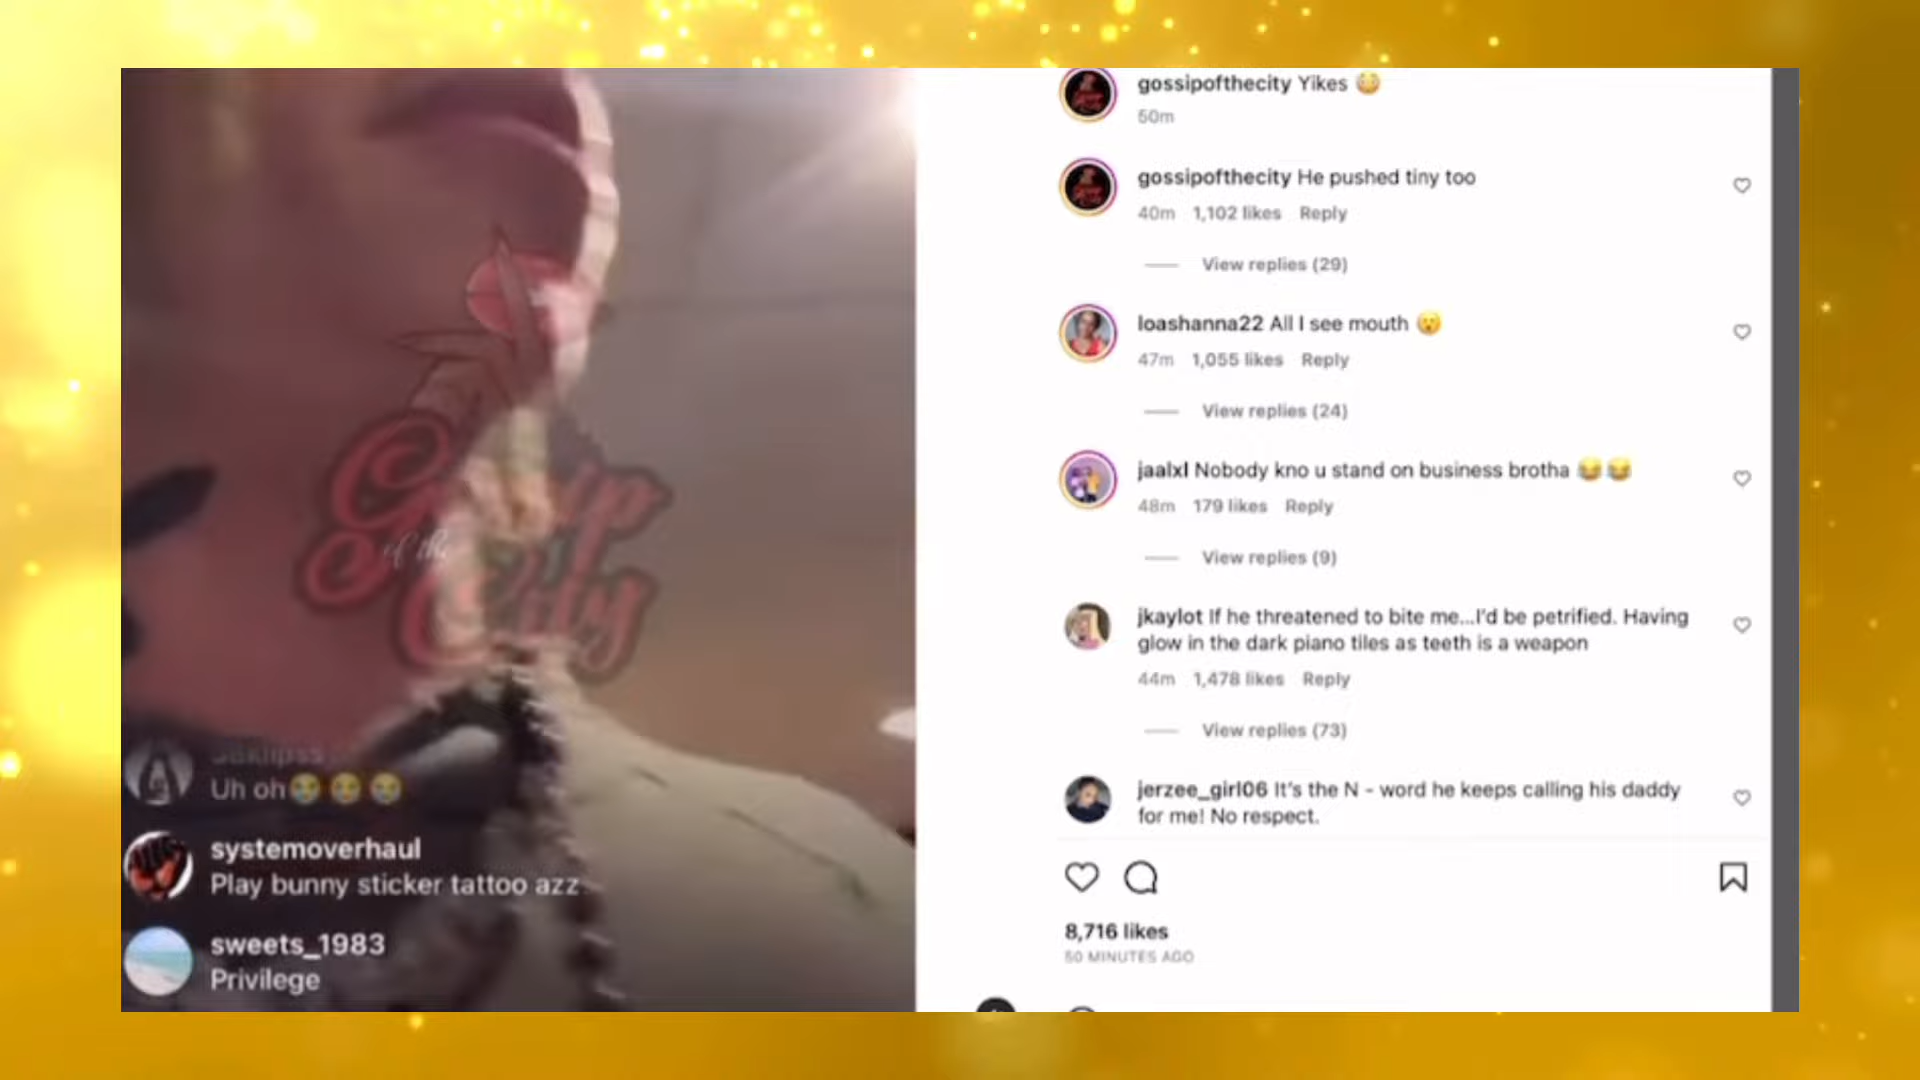 Gossip
of the
City
Uh oh😭😭😭
systemoverhaul
Play bunny sticker tattoo azz
sweets_1983
Privilege
gossipofthecity Yikes 😳
50m
gossipofthecity He pushed tiny too
40m 1,102 likes Reply
View replies (29)
loashanna22 All I see mouth 😮
47m 1,055 likes Reply
View replies (24)
jaalxl Nobody kno u stand on business brotha 😂😂
48m 179 likes Reply
View replies (9)
jkaylot If he threatened to bite me...I'd be petrified. Having
glow in the dark piano tiles as teeth is a weapon
44m 1,478 likes Reply
View replies (73)
jerzee_girl06 It's the N - word he keeps calling his daddy
for me! No respect.
8,716 likes
50 MINUTES AGO